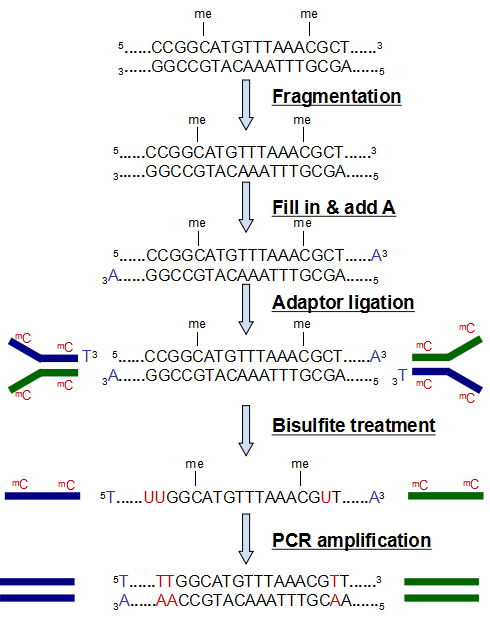 me me
5......CCGGCATGTTTAAACGCT......3
3......GGCCGTACAAATTTGCGA......5
Fragmentation
me me
5......CCGGCATGTTTAAACGCT......3
3......GGCCGTACAAATTTGCGA......5
Fill in & add A
me me
5......CCGGCATGTTTAAACGCT......A3
3A......GGCCGTACAAATTTGCGA......5
Adaptor ligation
me me
mC mC T3 5......CCGGCATGTTTAAACGCT......A3 mC mC
mC mC 3A......GGCCGTACAAATTTGCGA......5 3T mC mC
Bisulfite treatment
me me
mC mC 5T......UUGGCATGTTTAAACGUT......A3 mC mC
PCR amplification
5T......TTGGCATGTTTAAACGTT......3
3A......AACCGTACAAATTTGCAA......5